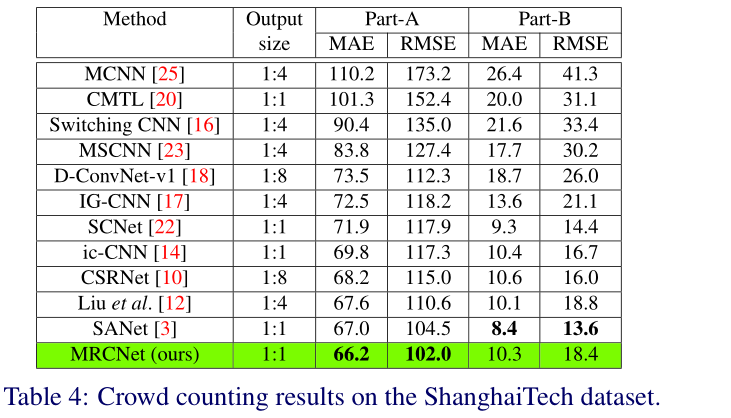 Method Output Part-A Part-B
size MAE RMSE MAE RMSE
MCNN [25] 1:4 110.2 173.2 26.4 41.3
CMTL [20] 1:1 101.3 152.4 20.0 31.1
Switching CNN [16] 1:4 90.4 135.0 21.6 33.4
MSCNN [23] 1:4 83.8 127.4 17.7 30.2
D-ConvNet-v1 [18] 1:8 73.5 112.3 18.7 26.0
IG-CNN [17] 1:4 72.5 118.2 13.6 21.1
SCNet [22] 1:1 71.9 117.9 9.3 14.4
ic-CNN [14] 1:1 69.8 117.3 10.4 16.7
CSRNet [10] 1:8 68.2 115.0 10.6 16.0
Liu et al. [12] 1:4 67.6 110.6 10.1 18.8
SANet [3] 1:1 67.0 104.5 8.4 13.6
MRCNet (ours) 1:1 66.2 102.0 10.3 18.4
Table 4: Crowd counting results on the ShanghaiTech dataset.